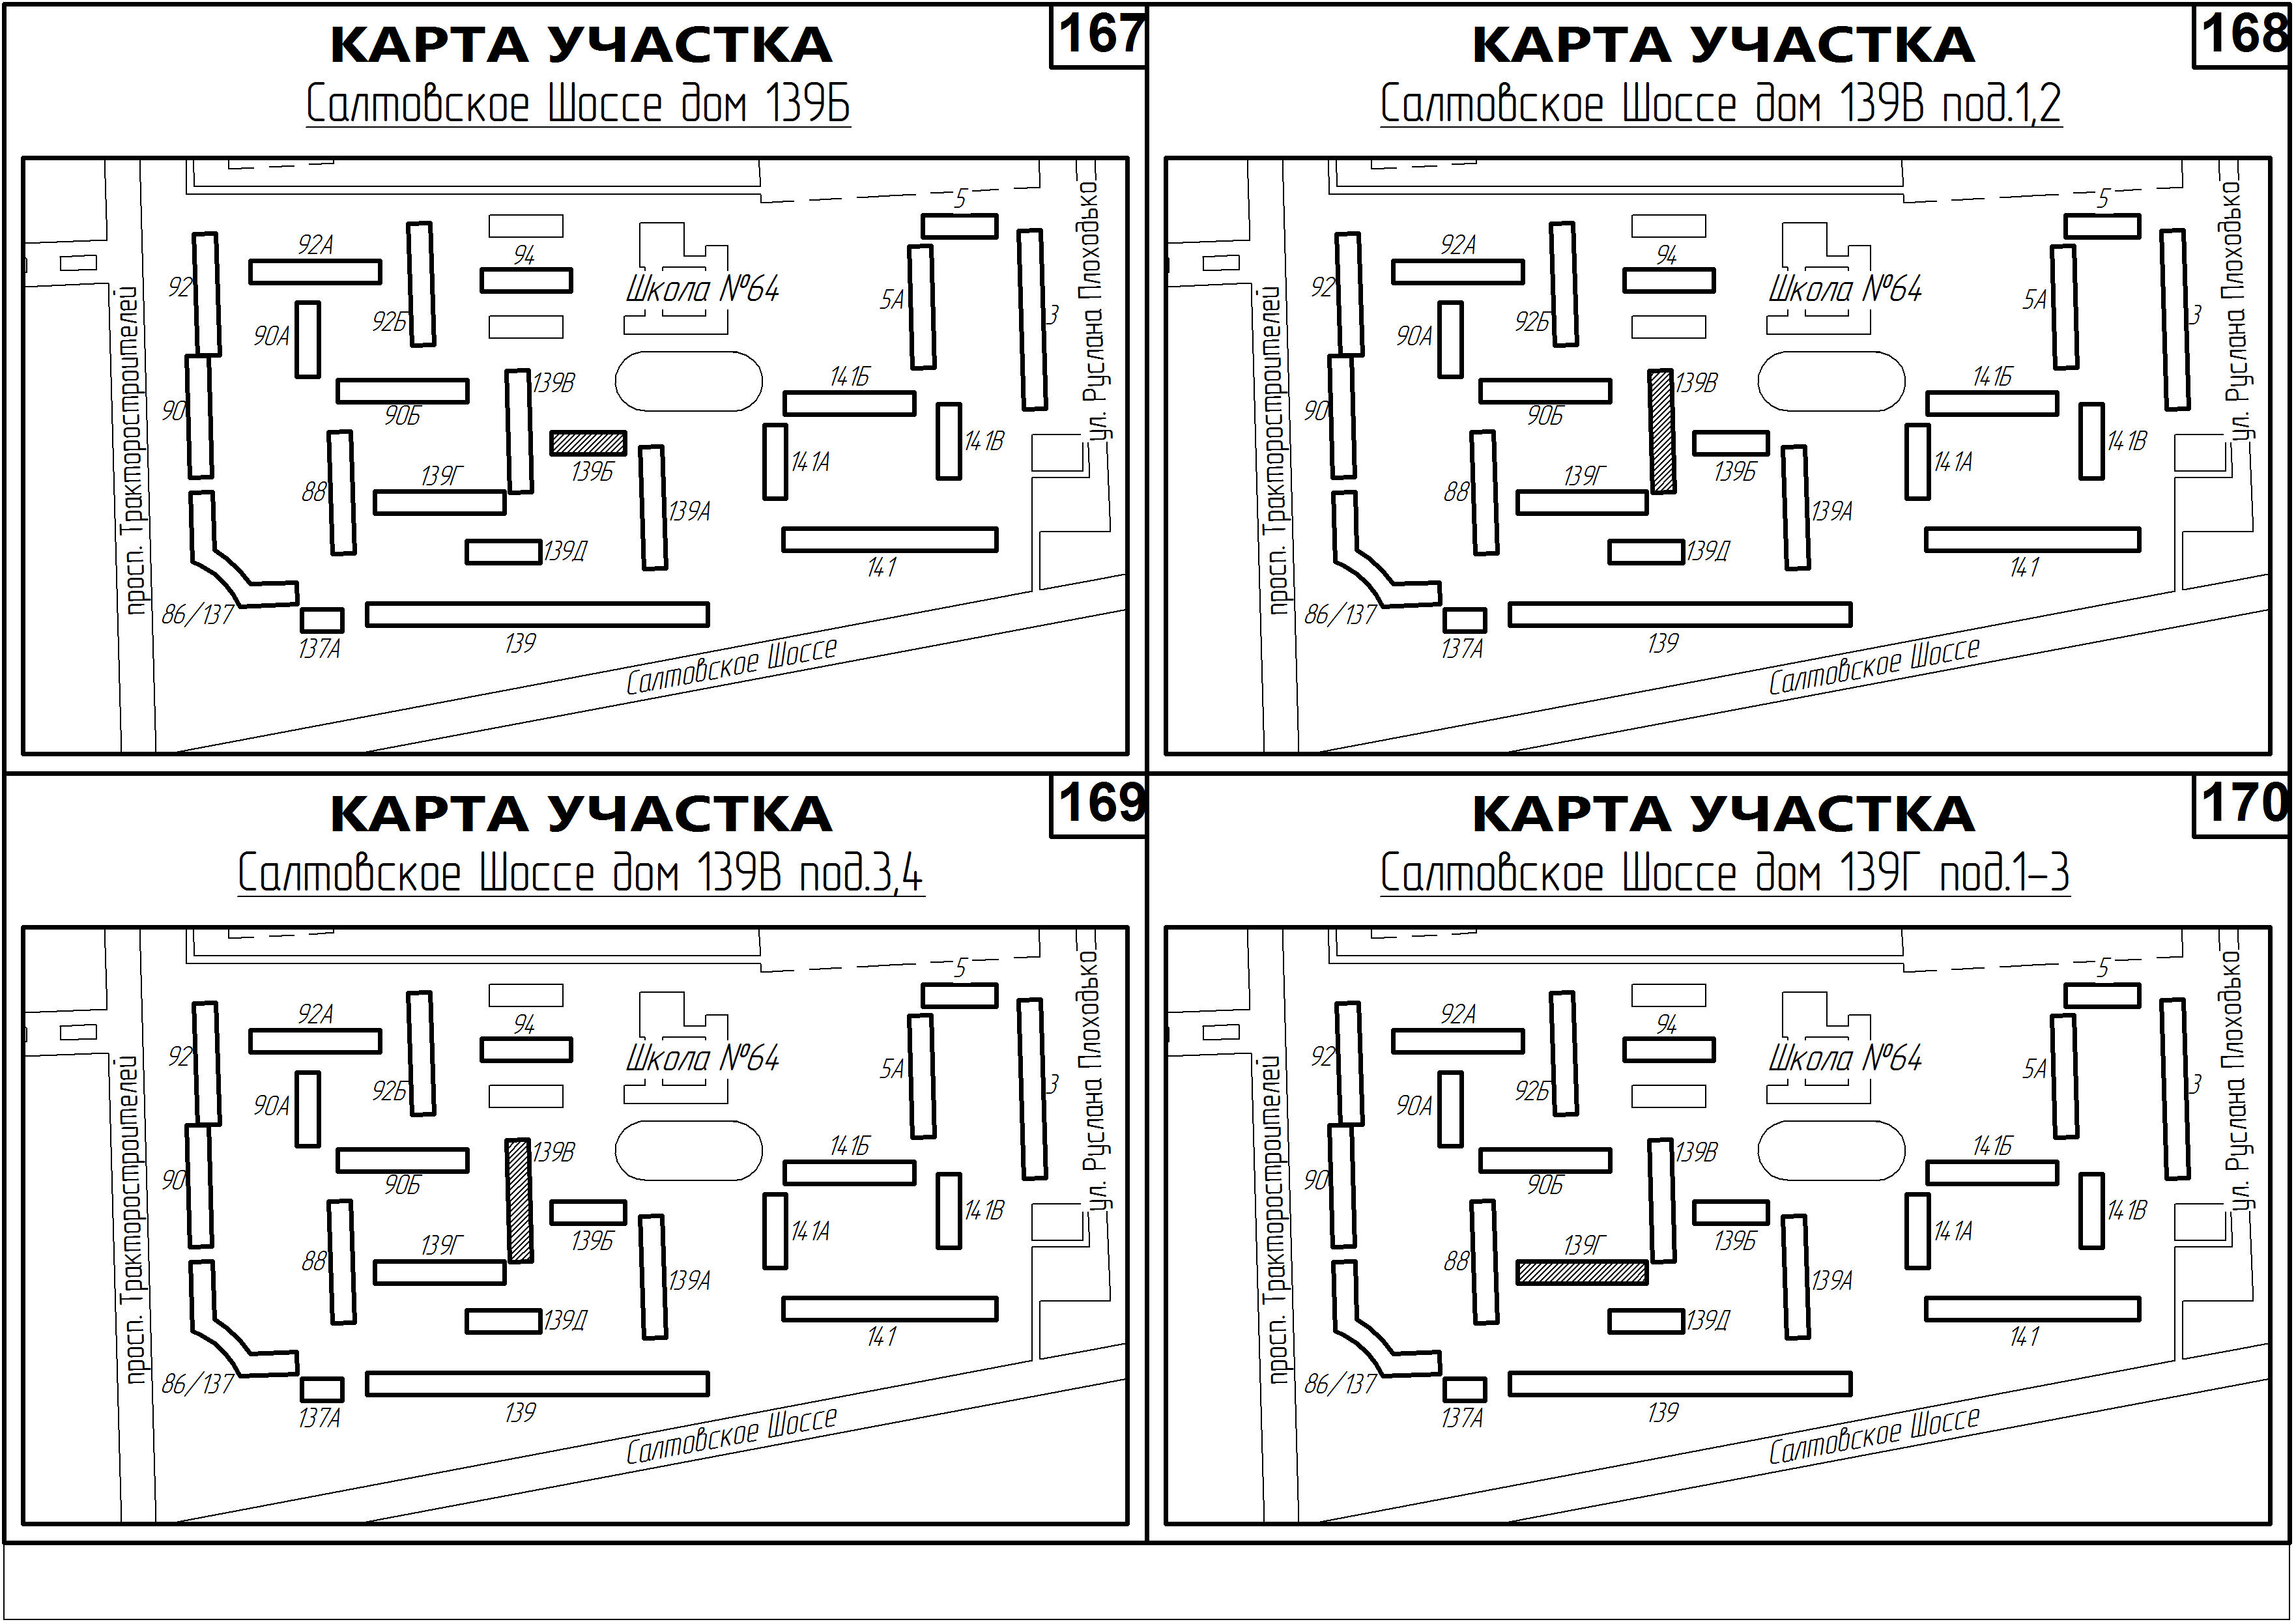 КАРТА УЧАСТКА
167
Салтовское Шоссе дом 139Б
5
92А
94
92
Школа №64
5А
3
92Б
90А
ул. Руслана Плоходько
просп. Тракторостроителей
139В
141Б
90
90Б
141В
139Б
141А
139Г
88
139А
139Д
141
86/137
137А
139
Салтовское Шоссе
КАРТА УЧАСТКА
168
Салтовское Шоссе дом 139В под.1,2
5
92А
94
92
Школа №64
5А
3
92Б
90А
ул. Руслана Плоходько
просп. Тракторостроителей
139В
141Б
90
90Б
141В
139Б
141А
139Г
88
139А
139Д
141
86/137
137А
139
Салтовское Шоссе
КАРТА УЧАСТКА
169
Салтовское Шоссе дом 139В под.3,4
5
92А
94
92
Школа №64
5А
3
92Б
90А
ул. Руслана Плоходько
просп. Тракторостроителей
139В
141Б
90
90Б
141В
139Б
141А
139Г
88
139А
139Д
141
86/137
137А
139
Салтовское Шоссе
КАРТА УЧАСТКА
170
Салтовское Шоссе дом 139Г под.1-3
5
92А
94
92
Школа №64
5А
3
92Б
90А
ул. Руслана Плоходько
просп. Тракторостроителей
139В
141Б
90
90Б
141В
139Б
141А
139Г
88
139А
139Д
141
86/137
137А
139
Салтовское Шоссе